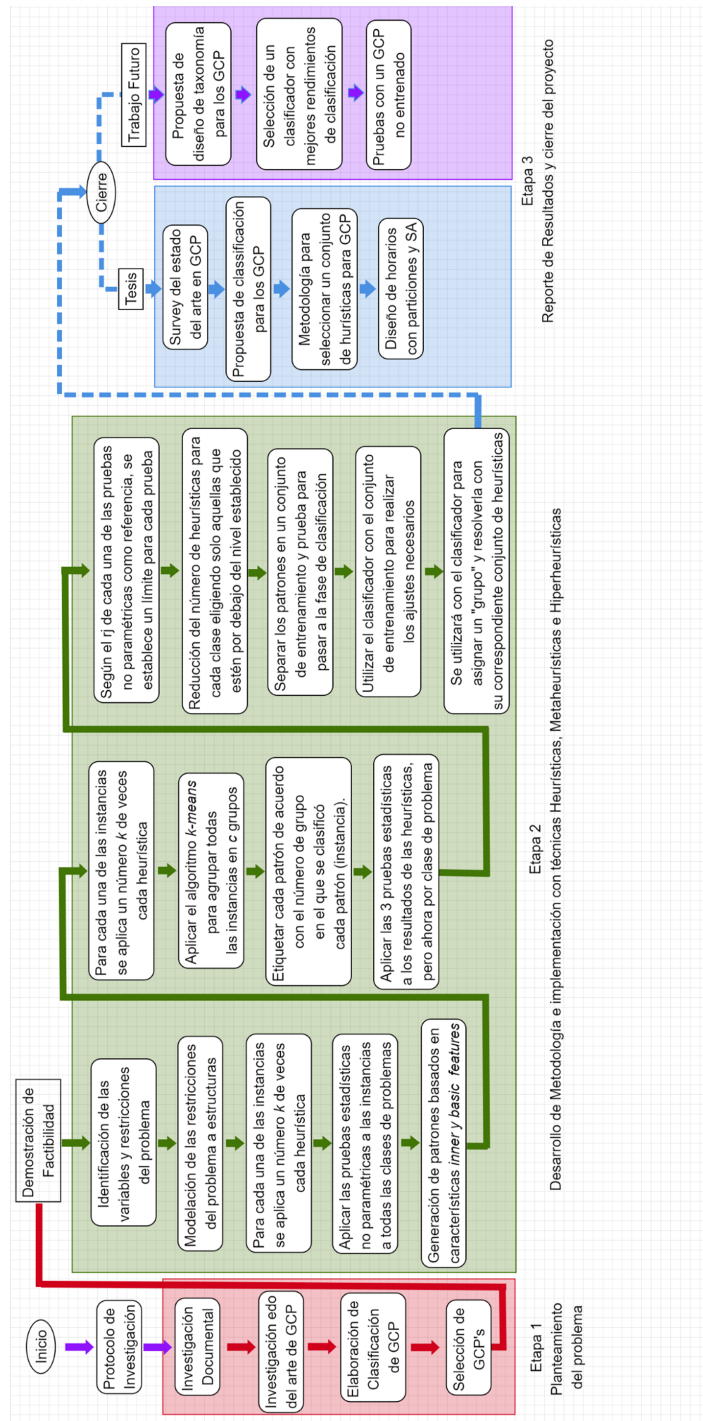 Inicio
Protocolo de
Investigación
Investigación
Documental
Investigación edo
del arte de GCP
Elaboración de
Clasificación
de GCP
Selección de
GCP's
Etapa 1
Planteamiento
del problema
Demostración de
Factibilidad
Identificación de las
variables y restricciones
del problema
Modelación de las restricciones
del problema a estructuras
Para cada una de las instancias
se aplica un número k de veces
cada heurística
Aplicar las pruebas estadísticas
no paramétricas a las instancias
a todas las clases de problemas
Generación de patrones basados en
características inner y basic features
Para cada una de las instancias
se aplica un número k de veces
cada heurística
Aplicar el algoritmo k-means
para agrupar todas
las instancias en c grupos
Etiquetar cada patrón de acuerdo
con el número de grupo
en el que se clasificó
cada patrón (instancia).
Aplicar las 3 pruebas estadísticas
a los resultados de las heurísticas,
pero ahora por clase de problema
Según el rj de cada una de las pruebas
no paramétricas como referencia, se
establece un límite para cada prueba
Reducción del número de heurísticas para
cada clase eligiendo solo aquellas que
estén por debajo del nivel establecido
Separar los patrones en un conjunto
de entrenamiento y prueba para
pasar a la fase de clasificación
Utilizar el clasificador con el conjunto
de entrenamiento para realizar
los ajustes necesarios
Se utilizará con el clasificador para
asignar un "grupo" y resolverla con
su correspondiente conjunto de heurísticas
Etapa 2
Desarrollo de Metodología e implementación con técnicas Heurísticas, Metaheurísticas e Hiperheurísticas
Cierre
Tesis
Survey del estado
del arte en GCP
Propuesta de classificación
para los GCP
Metodología para
seleccionar un conjunto
de hurísticas para GCP
Diseño de horarios
con particiones y SA
Trabajo Futuro
Propuesta de
diseño de taxonomía
para los GCP
Selección de un
clasificador con
mejores rendimientos
de clasificación
Pruebas con un GCP
no entrenado
Etapa 3
Reporte de Resultados y cierre del proyecto